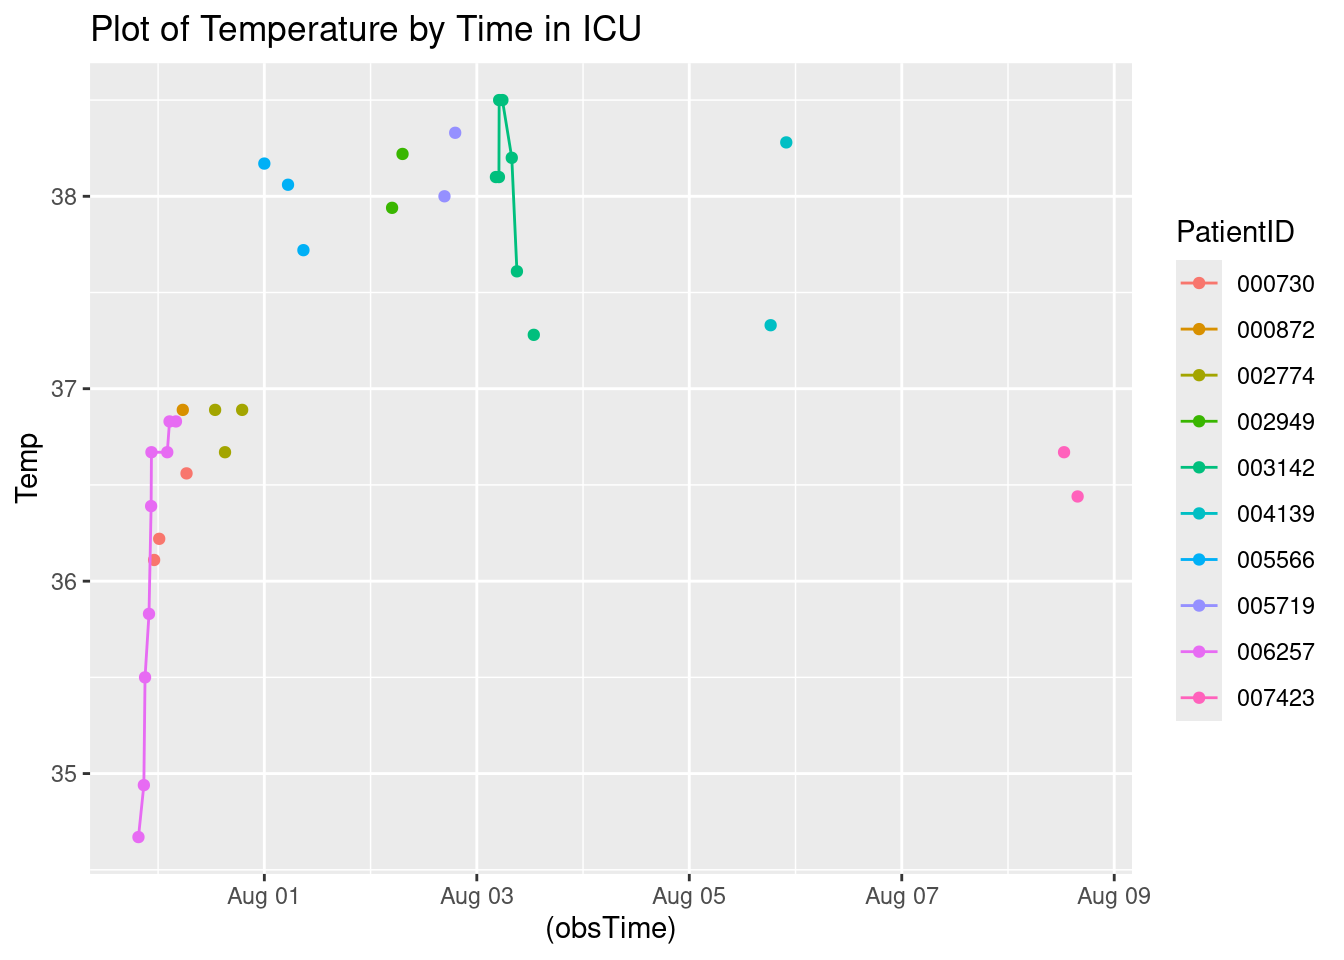 Plot of Temperature by Time in ICU
Temp
38
37
36
35
Aug 01 Aug 03 Aug 05 Aug 07 Aug 09
(obsTime)
PatientID
000730
000872
002774
002949
003142
004139
005566
005719
006257
007423